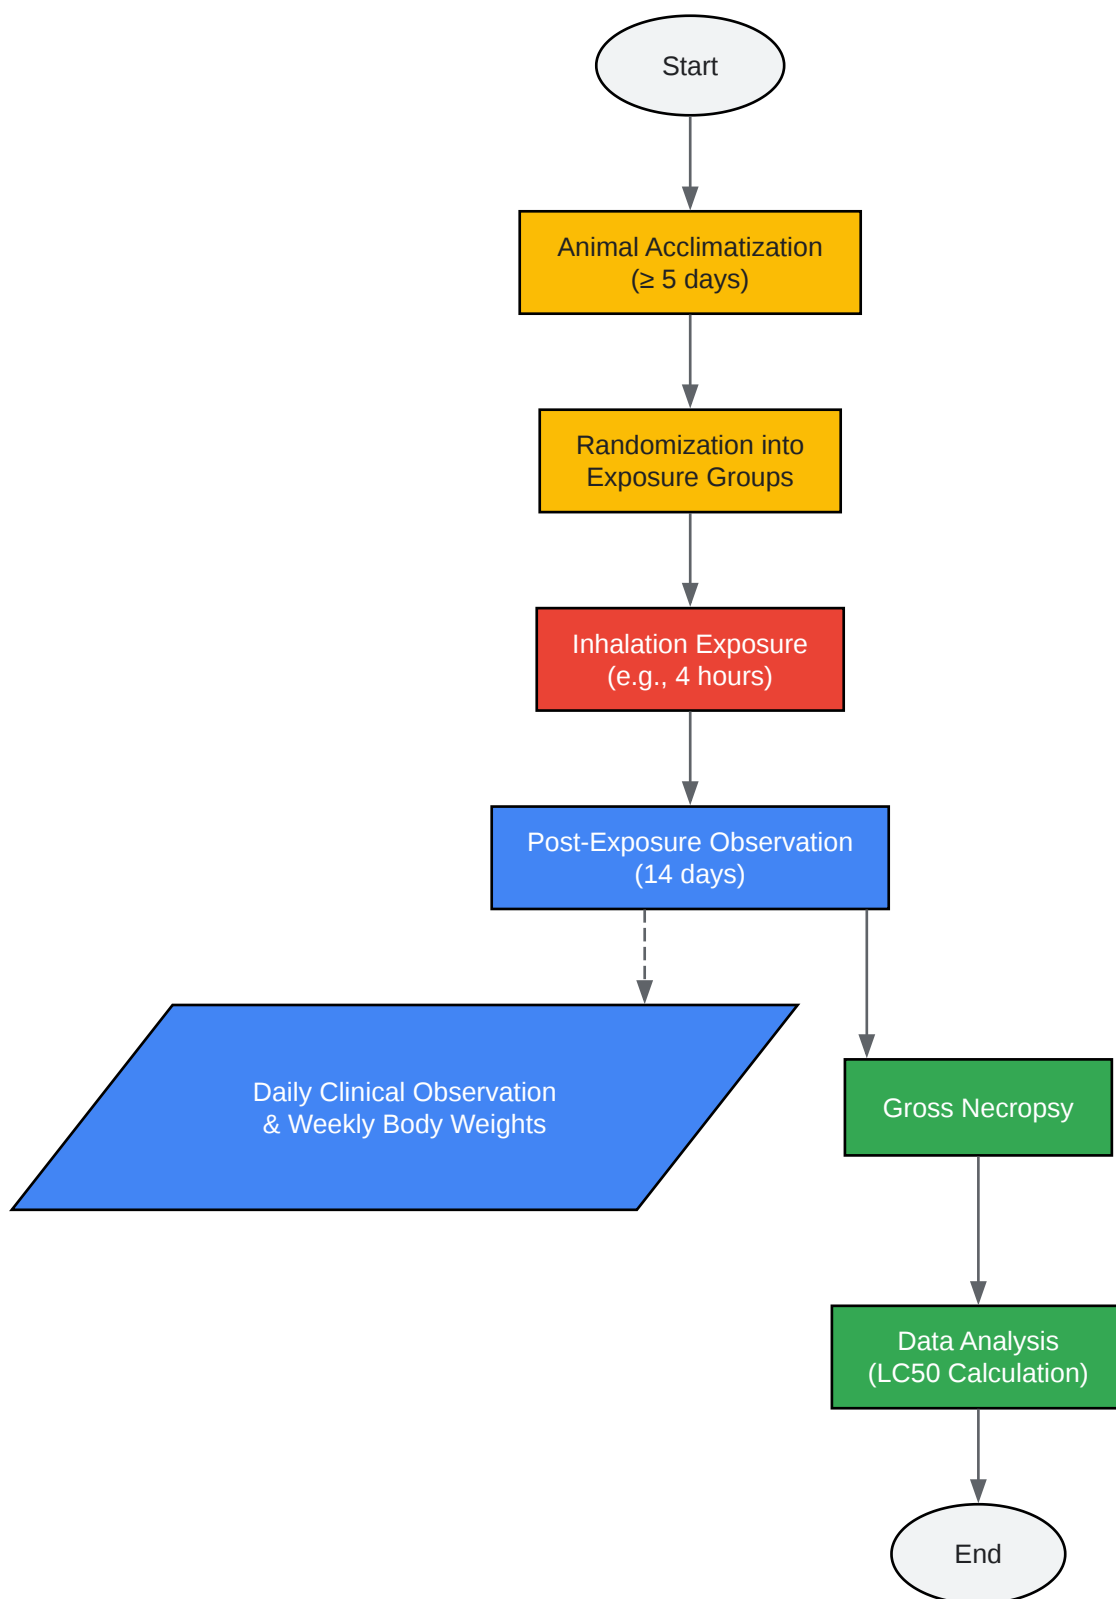 Start
Animal Acclimatization
(≥ 5 days)
Randomization into
Exposure Groups
Inhalation Exposure
(e.g., 4 hours)
Post-Exposure Observation
(14 days)
Daily Clinical Observation
& Weekly Body Weights
Gross Necropsy
Data Analysis
(LC50 Calculation)
End